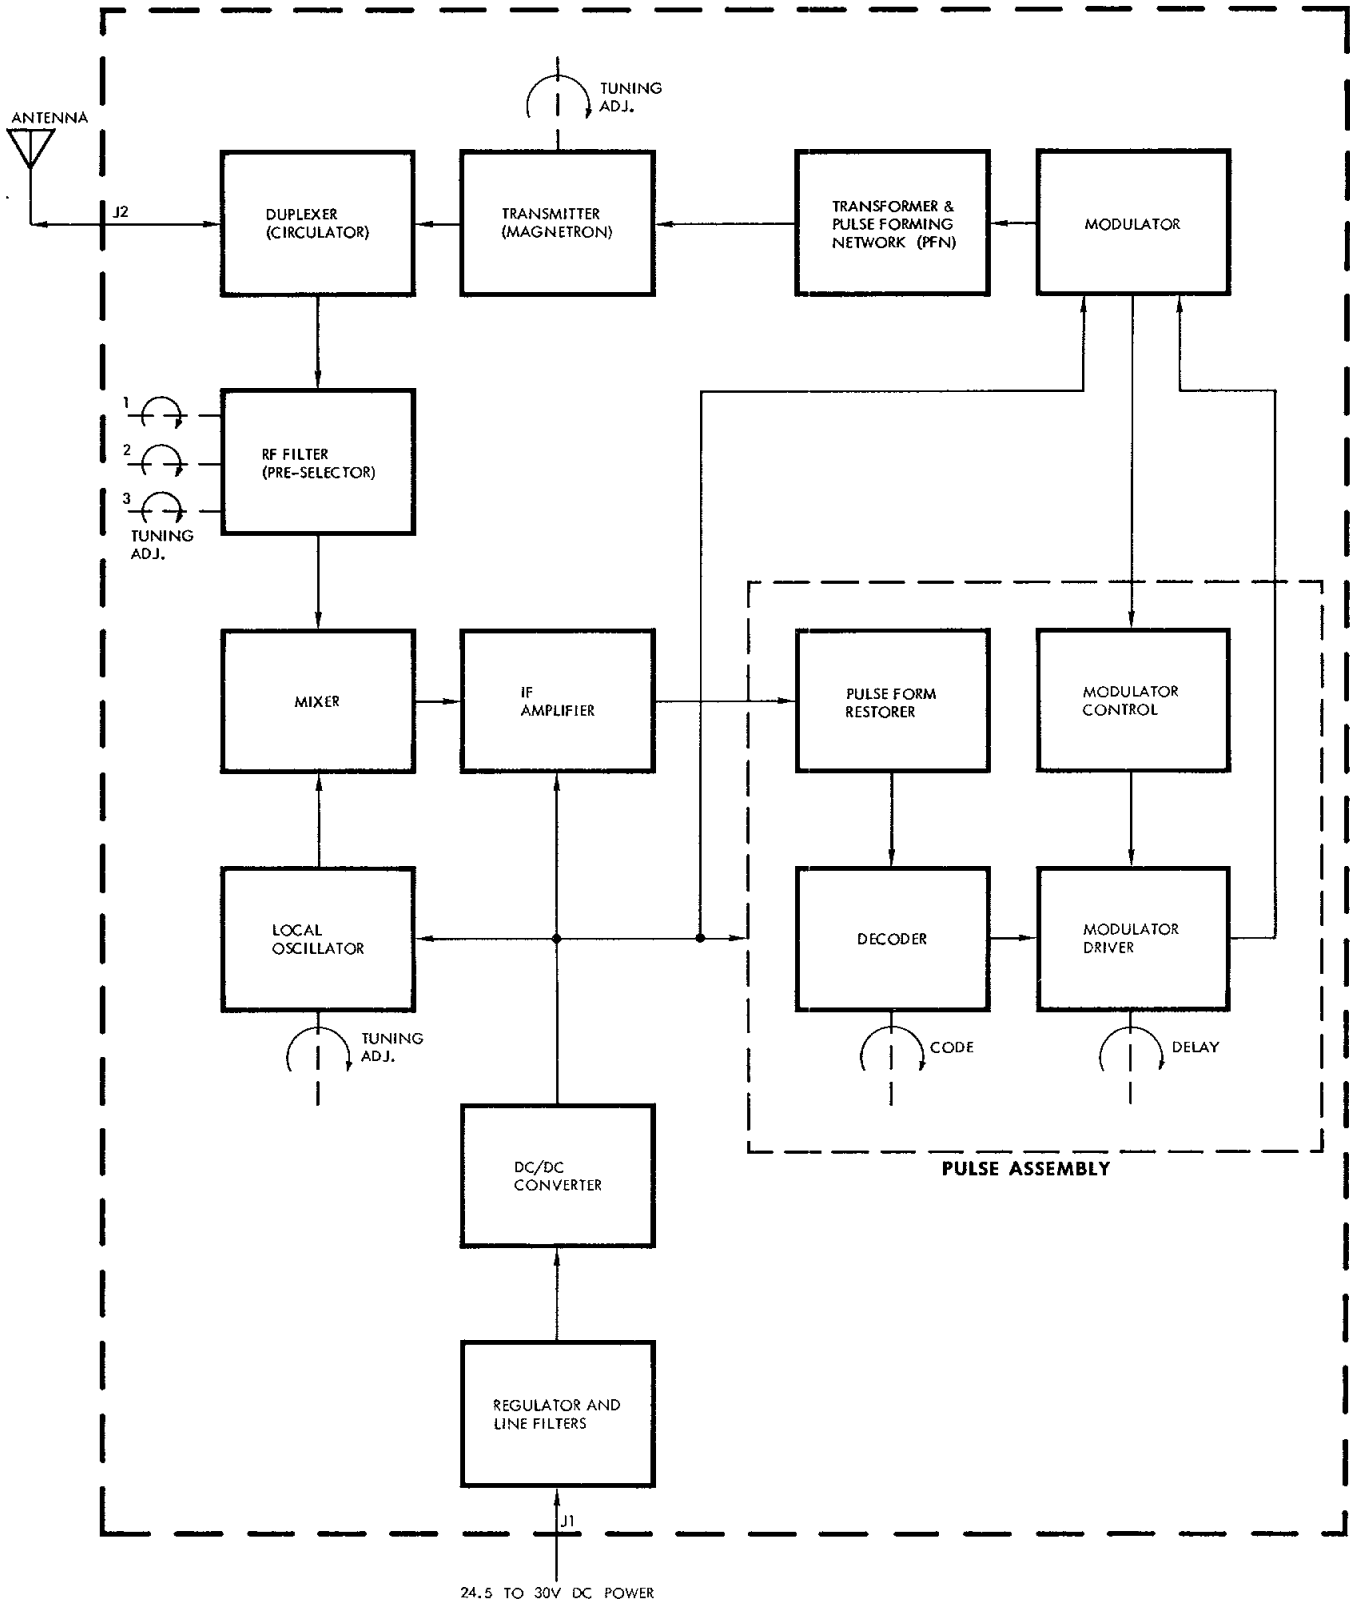 TUNING
ADJ.
ANTENNA
J2
DUPLEXER
(CIRCULATOR)
TRANSMITTER
(MAGNETRON)
TRANSFORMER &
PULSE FORMING
NETWORK (PFN)
MODULATOR
1
2
3
TUNING
ADJ.
RF FILTER
(PRE-SELECTOR)
MIXER
IF
AMPLIFIER
PULSE FORM
RESTORER
MODULATOR
CONTROL
LOCAL
OSCILLATOR
DECODER
MODULATOR
DRIVER
TUNING
ADJ.
CODE
DELAY
DC/DC
CONVERTER
PULSE ASSEMBLY
REGULATOR AND
LINE FILTERS
J1
24.5 TO 30V DC POWER